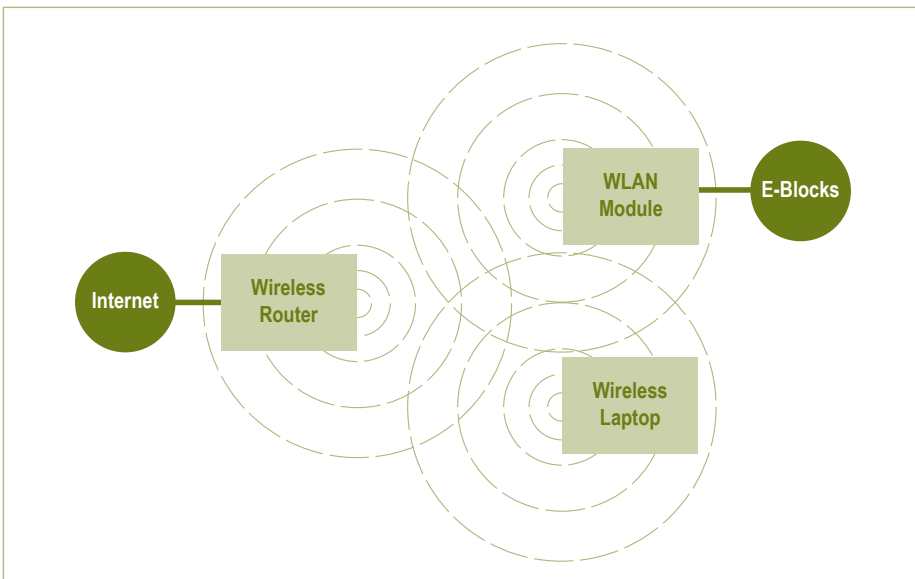 WLAN
Module
E-Blocks
Internet
Wireless
Router
Wireless
Laptop